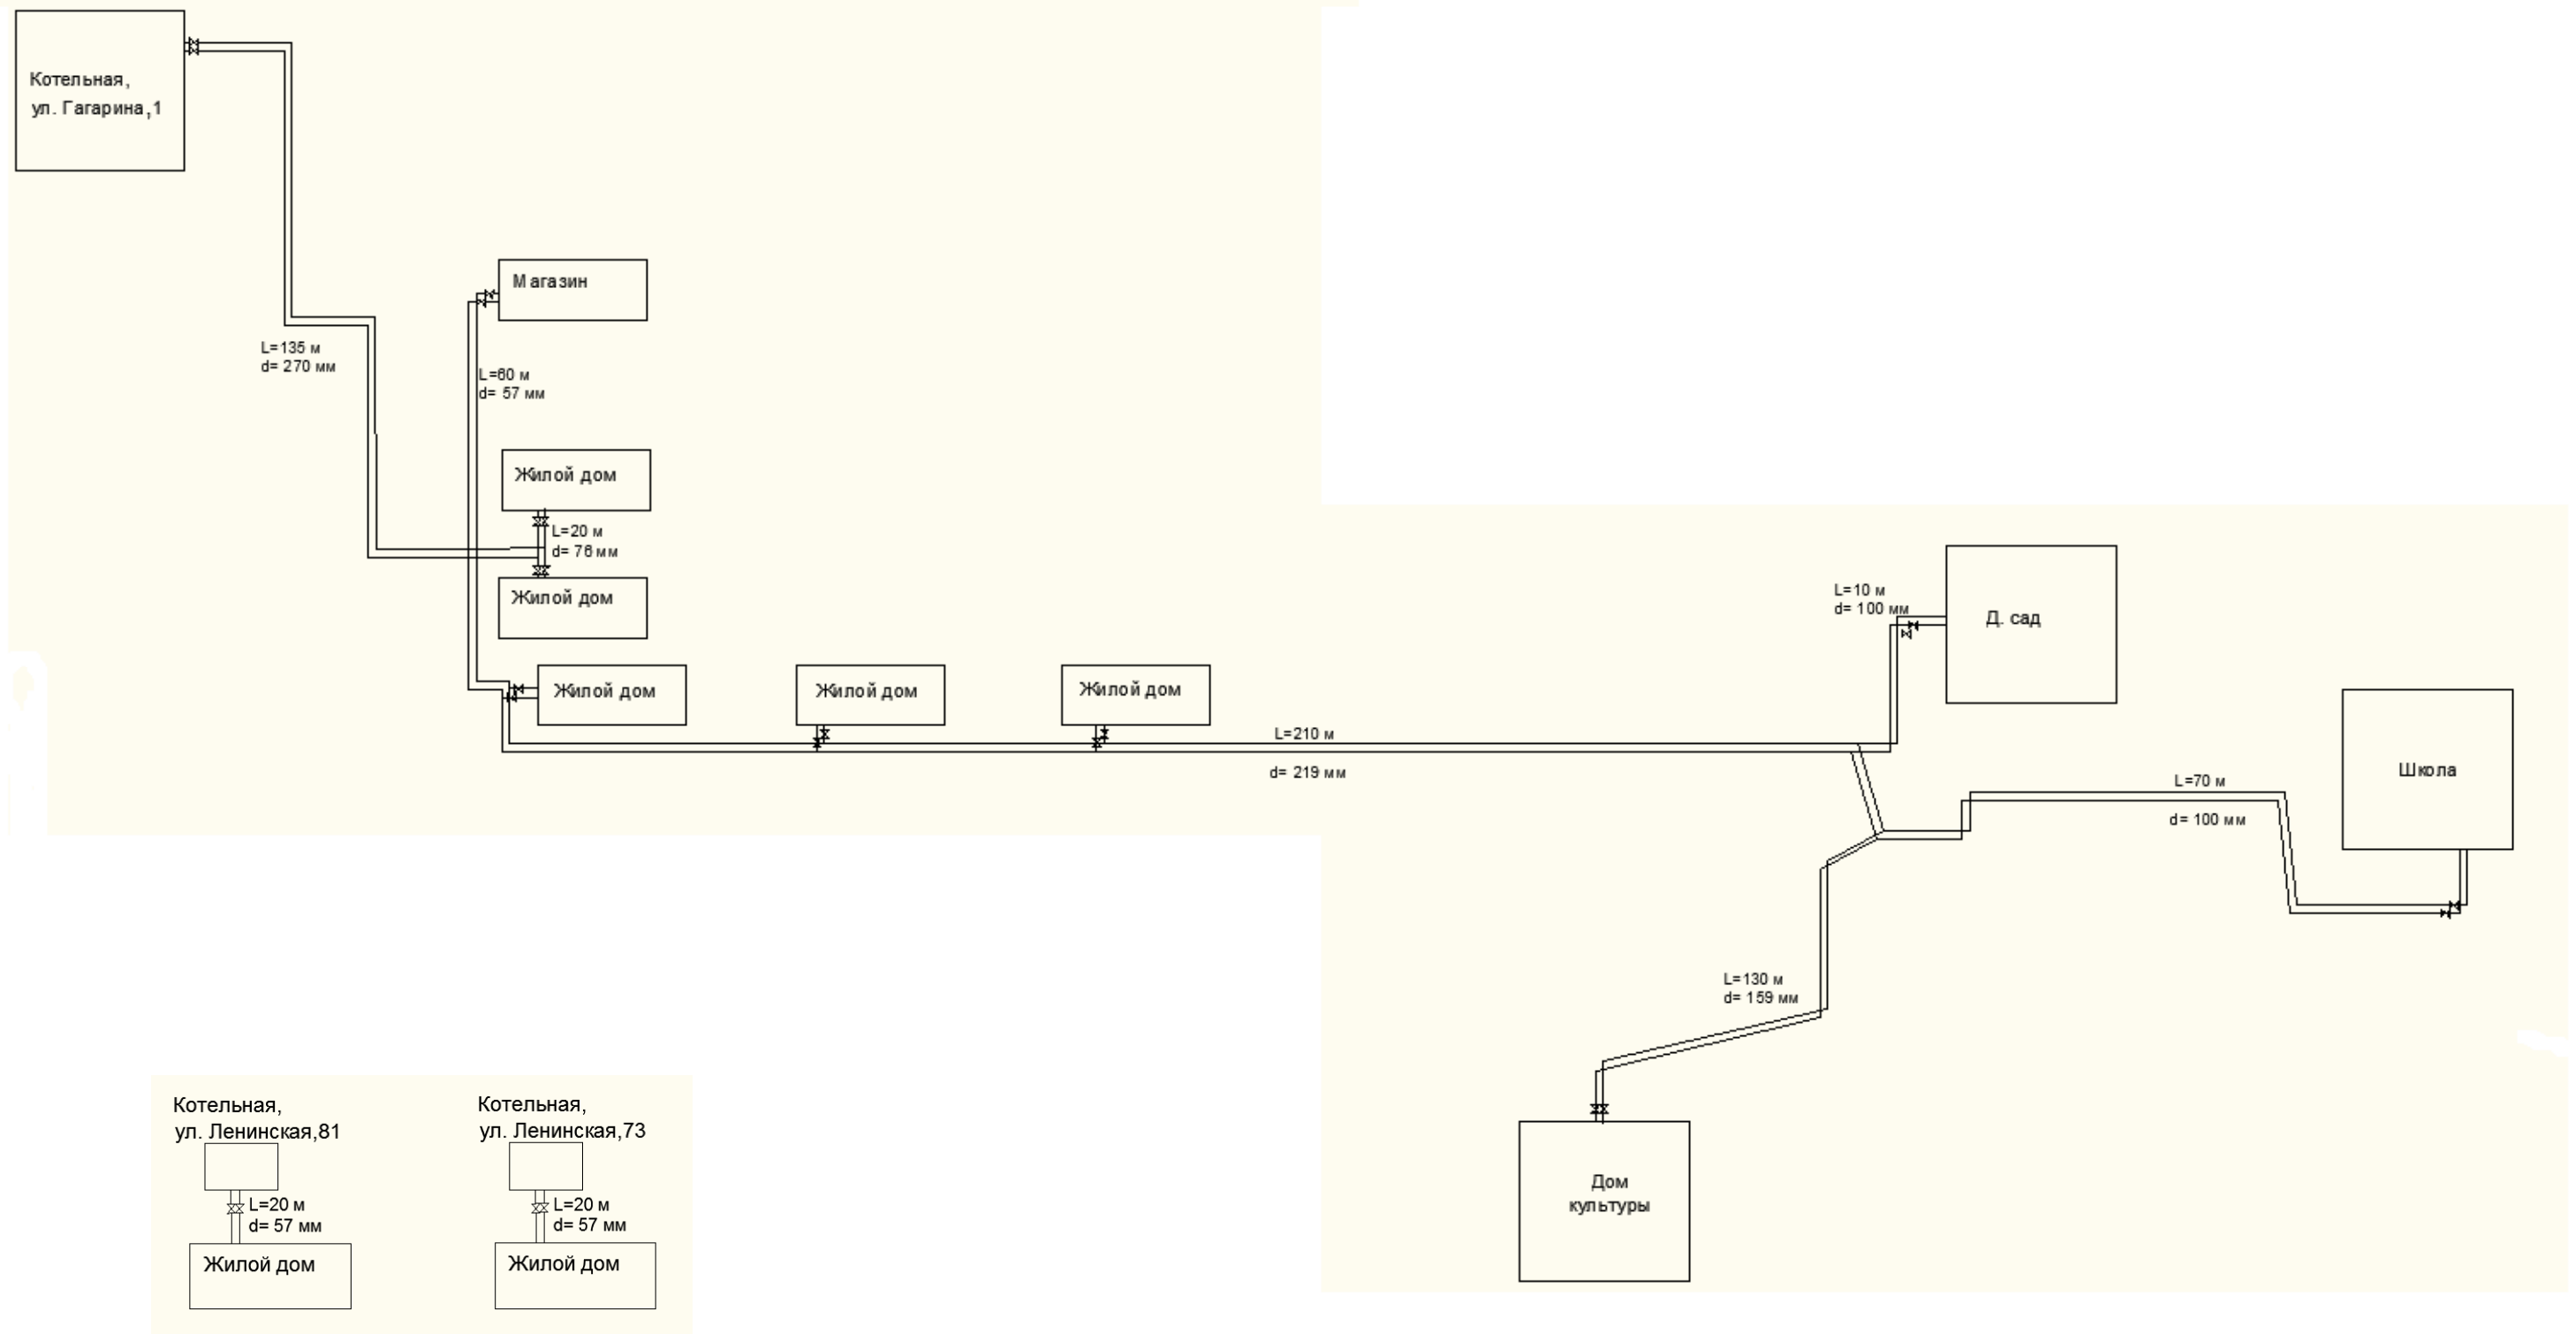 Котельная,
ул. Гагарина,1
Магазин
L=135 м
d= 270 мм
L=60 м
d= 57 мм
Жилой дом
L=20 м
d= 76 мм
Жилой дом
Жилой дом
Жилой дом
Жилой дом
L=210 м
d= 219 мм
L=10 м
d= 100 мм
Д. сад
Школа
L=70 м
d= 100 мм
L=130 м
d= 159 мм
Дом
культуры
Котельная,
ул. Ленинская,81
L=20 м
d= 57 мм
Жилой дом
Котельная,
ул. Ленинская,73
L=20 м
d= 57 мм
Жилой дом